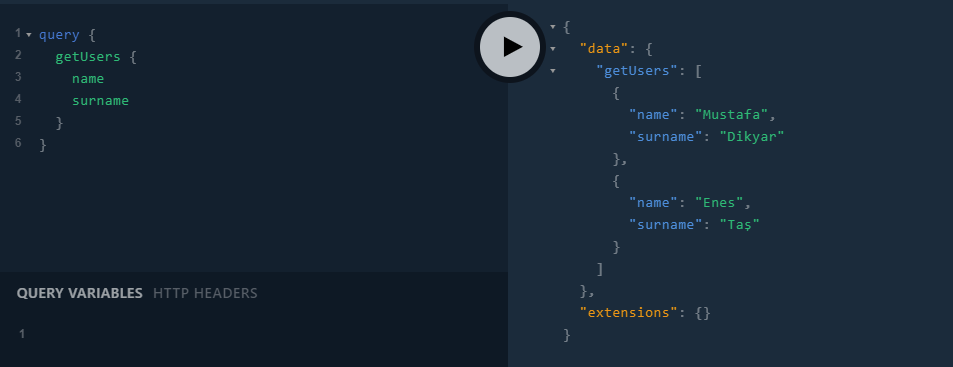 1 query {
2 getUsers {
3 name
4 surname
5 }
6 }
QUERY VARIABLES HTTP HEADERS
1
{
"data": {
"getUsers": [
{
"name": "Mustafa",
"surname": "Dikyar"
},
{
"name": "Enes",
"surname": "Taş"
}
]
},
"extensions": {}
}